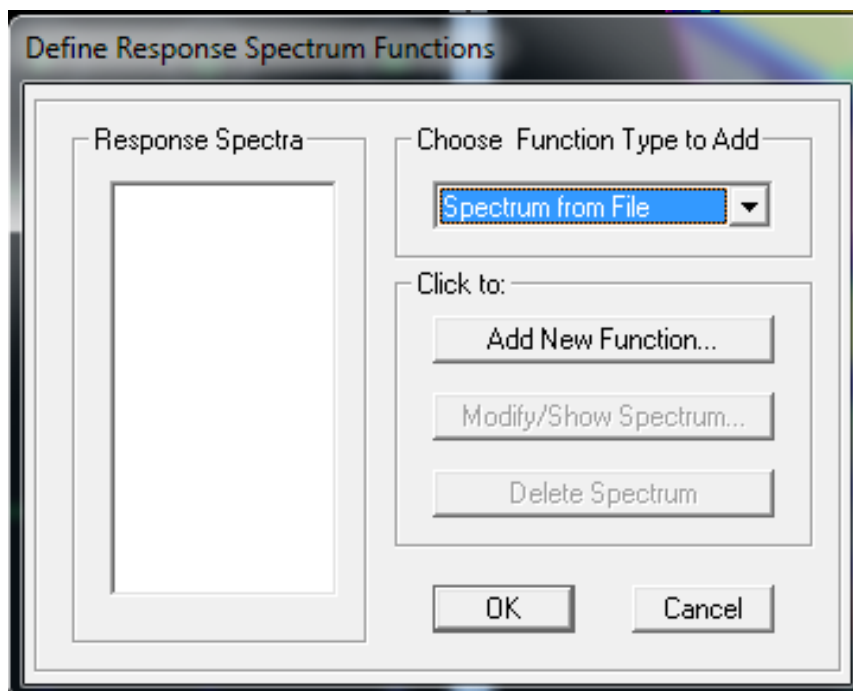 Define Response Spectrum Functions
Response Spectra
Choose Function Type to Add
Spectrum from File
Click to:
Add New Function...
Modify/Show Spectrum...
Delete Spectrum
OK
Cancel